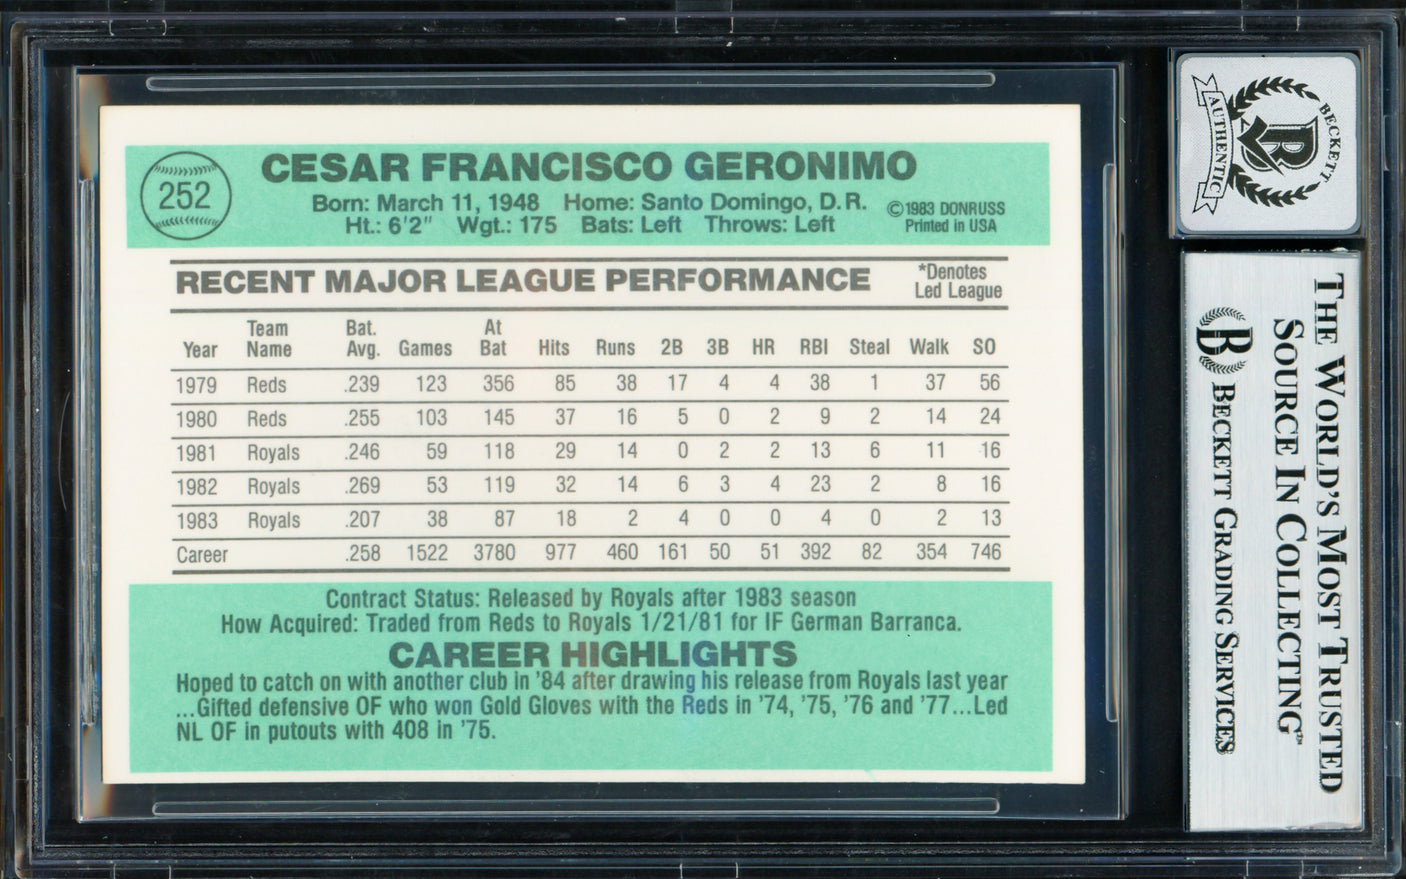 252
CESAR FRANCISCO GERONIMO
Born: March 11, 1948 Home: Santo Domingo, D.R.
Ht.: 6'2" Wgt.: 175 Bats: Left Throws: Left
©1983 DONRUSS
Printed in USA
RECENT MAJOR LEAGUE PERFORMANCE
*Denotes
Led League
Year Team Name Bat. Avg. Games At Bat Hits Runs 2B 3B HR RBI Steal Walk SO
1979 Reds .239 123 356 85 38 17 4 4 38 1 37 56
1980 Reds .255 103 145 37 16 5 0 2 9 2 14 24
1981 Royals .246 59 118 29 14 0 2 2 13 6 11 16
1982 Royals .269 53 119 32 14 6 3 4 23 2 8 16
1983 Royals .207 38 87 18 2 4 0 0 4 0 2 13
Career .258 1522 3780 977 460 161 50 51 392 82 354 746
Contract Status: Released by Royals after 1983 season
How Acquired: Traded from Reds to Royals 1/21/81 for IF German Barranca.
CAREER HIGHLIGHTS
Hoped to catch on with another club in '84 after drawing his release from Royals last year
...Gifted defensive OF who won Gold Gloves with the Reds in '74, '75, '76 and '77...Led
NL OF in putouts with 408 in '75.
BECKETT
B
AUTHENTIC
THE WORLD'S MOST TRUSTED
SOURCE IN COLLECTING™
B BECKETT GRADING SERVICES